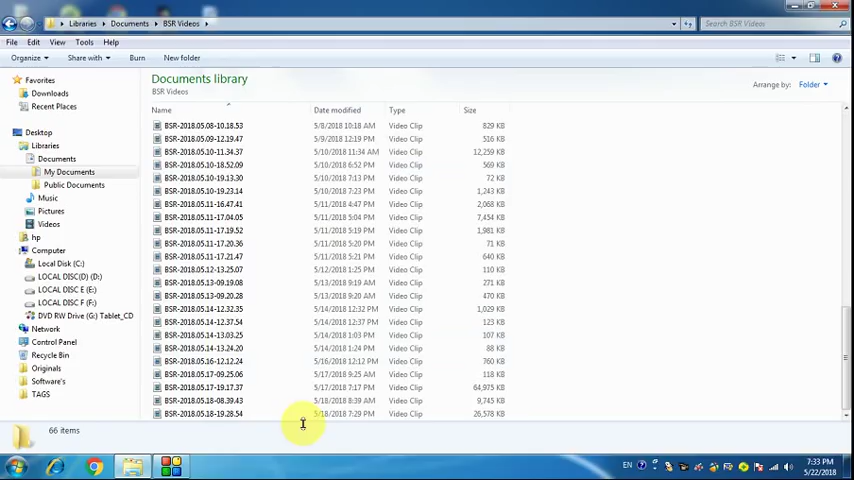 Libraries ▸ Documents ▸ BSR Videos ▸
Search BSR Videos
File Edit View Tools Help
Organize ▾ Share with ▾ Burn New folder
Favorites
Downloads
Recent Places
Desktop
Libraries
Documents
My Documents
Public Documents
Music
Pictures
Videos
hp
Computer
Local Disk (C:)
LOCAL DISC(D) (D:)
LOCAL DISC E (E:)
LOCAL DISC F (F:)
DVD RW Drive (G:) Tablet_CD
Network
Control Panel
Recycle Bin
Originals
Software's
TAGS
Documents library
BSR Videos
Arrange by: Folder ▾
Name Date modified Type Size
BSR-2018.05.08-10.18.53 5/8/2018 10:18 AM Video Clip 829 KB
BSR-2018.05.09-12.19.47 5/9/2018 12:19 PM Video Clip 516 KB
BSR-2018.05.10-11.34.37 5/10/2018 11:34 AM Video Clip 12,259 KB
BSR-2018.05.10-18.52.09 5/10/2018 6:52 PM Video Clip 569 KB
BSR-2018.05.10-19.13.30 5/10/2018 7:13 PM Video Clip 72 KB
BSR-2018.05.10-19.23.14 5/10/2018 7:23 PM Video Clip 1,243 KB
BSR-2018.05.11-16.47.41 5/11/2018 4:47 PM Video Clip 2,068 KB
BSR-2018.05.11-17.04.05 5/11/2018 5:04 PM Video Clip 7,454 KB
BSR-2018.05.11-17.19.52 5/11/2018 5:19 PM Video Clip 1,981 KB
BSR-2018.05.11-17.20.36 5/11/2018 5:20 PM Video Clip 71 KB
BSR-2018.05.11-17.21.47 5/11/2018 5:21 PM Video Clip 640 KB
BSR-2018.05.12-13.25.07 5/12/2018 1:25 PM Video Clip 110 KB
BSR-2018.05.13-09.19.08 5/13/2018 9:19 AM Video Clip 271 KB
BSR-2018.05.13-09.20.28 5/13/2018 9:20 AM Video Clip 470 KB
BSR-2018.05.14-12.32.35 5/14/2018 12:32 PM Video Clip 1,029 KB
BSR-2018.05.14-12.37.54 5/14/2018 12:37 PM Video Clip 123 KB
BSR-2018.05.14-13.03.25 5/14/2018 1:03 PM Video Clip 107 KB
BSR-2018.05.14-13.24.20 5/14/2018 1:24 PM Video Clip 88 KB
BSR-2018.05.16-12.12.24 5/16/2018 12:12 PM Video Clip 760 KB
BSR-2018.05.17-09.25.06 5/17/2018 9:25 AM Video Clip 118 KB
BSR-2018.05.17-19.17.37 5/17/2018 7:17 PM Video Clip 64,975 KB
BSR-2018.05.18-08.39.43 5/18/2018 8:39 AM Video Clip 9,745 KB
BSR-2018.05.18-19.28.54 5/18/2018 7:29 PM Video Clip 26,578 KB
66 items
EN
7:33 PM
5/22/2018